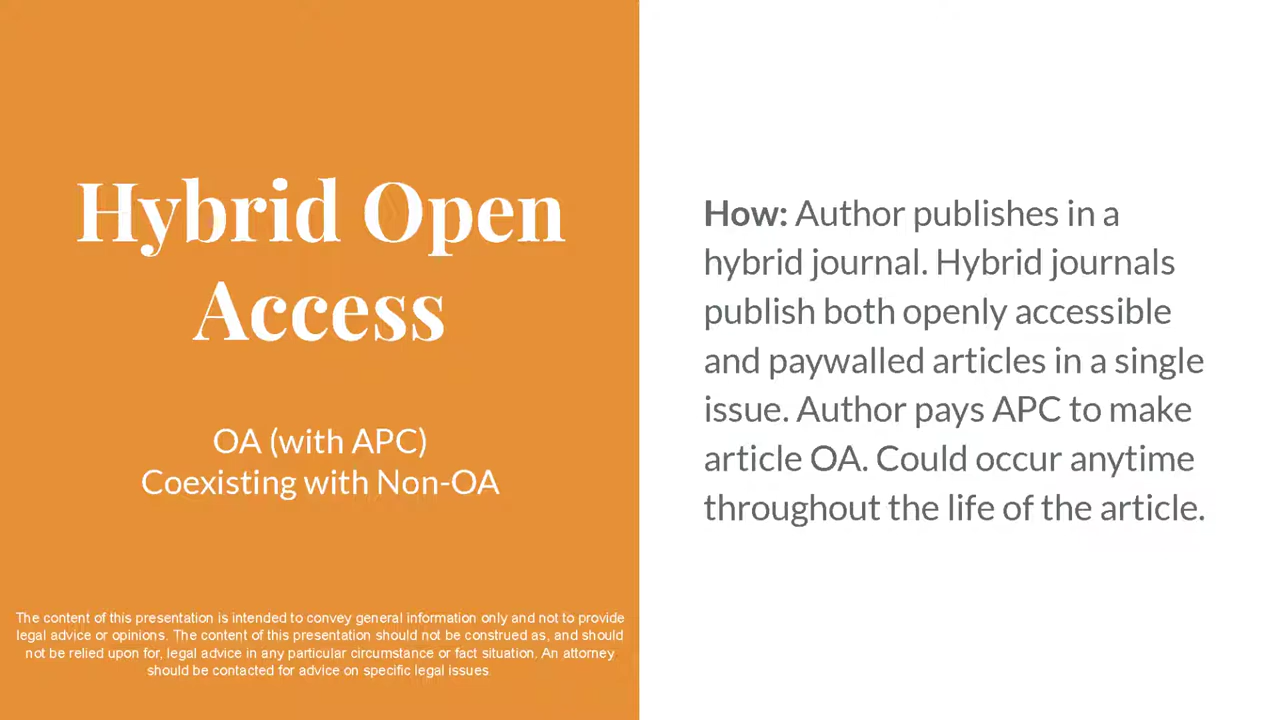 Hybrid Open
Access
OA (with APC)
Coexisting with Non-OA
The content of this presentation is intended to convey general information only and not to provide
legal advice or opinions. The content of this presentation should not be construed as, and should
not be relied upon for, legal advice in any particular circumstance or fact situation. An attorney
should be contacted for advice on specific legal issues.
How: Author publishes in a
hybrid journal. Hybrid journals
publish both openly accessible
and paywalled articles in a single
issue. Author pays APC to make
article OA. Could occur anytime
throughout the life of the article.